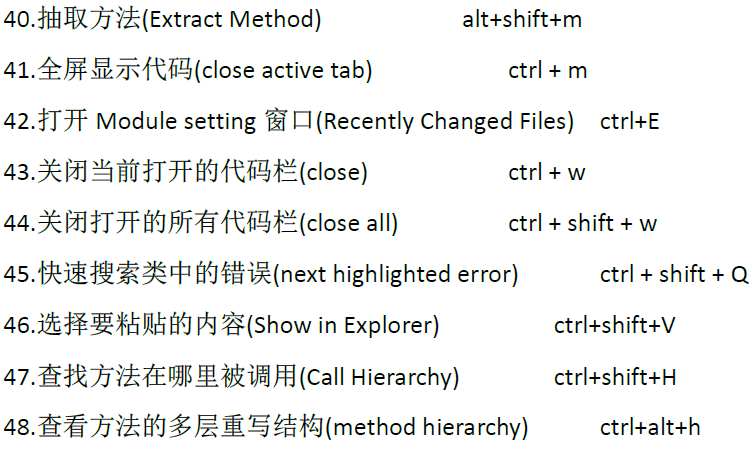 40.抽取方法(Extract Method) alt+shift+m
41.全屏显示代码(close active tab) ctrl + m
42.打开 Module setting 窗口(Recently Changed Files) ctrl+E
43.关闭当前打开的代码栏(close) ctrl + w
44.关闭打开的所有代码栏(close all) ctrl + shift + w
45.快速搜索类中的错误(next highlighted error) ctrl + shift + Q
46.选择要粘贴的内容(Show in Explorer) ctrl+shift+V
47.查找方法在哪里被调用(Call Hierarchy) ctrl+shift+H
48.查看方法的多层重写结构(method hierarchy) ctrl+alt+h